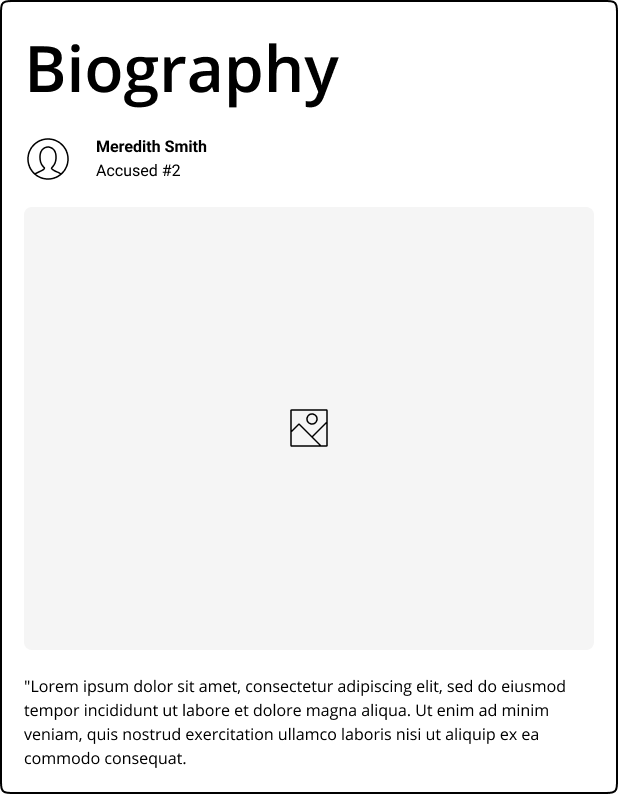 Biography
Meredith Smith
Accused #2
"Lorem ipsum dolor sit amet, consectetur adipiscing elit, sed do eiusmod
tempor incididunt ut labore et dolore magna aliqua. Ut enim ad minim
veniam, quis nostrud exercitation ullamco laboris nisi ut aliquip ex ea
commodo consequat.